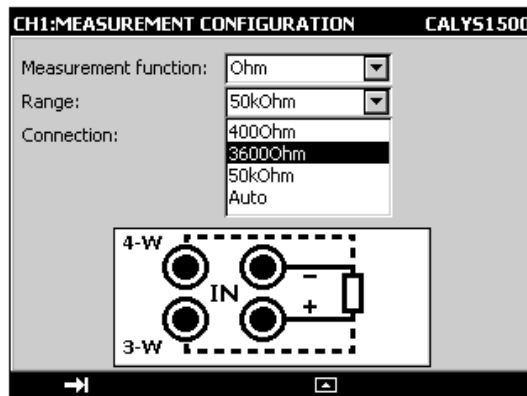 CH1:MEASUREMENT CONFIGURATION CALYS1500
Measurement function: Ohm
Range: 50kOhm
Connection:
400Ohm
3600Ohm
50kOhm
Auto
4-W
IN
-
+
3-W